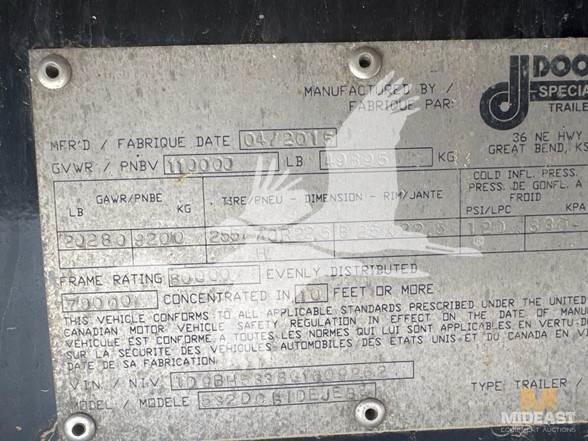 DOO
SPECIA
TRAILE
MANUFACTURED BY /
FABRIQUE PAR:
36 NE HWY
GREAT BEND, KS
MFR'D / FABRIQUE DATE 04/2015
GVWR / PNBV 110000 LB 49895 KG
GAWR/PNBE
LB KG
TIRE/PNEU - DIMENSION - RIM/JANTE
COLD INFL. PRESS.
PRESS. DE GONFL. A
FROID
PSI/LPC KPA
20280 9200
120
FRAME RATING 80000 EVENLY DISTRIBUTED
70000 CONCENTRATED IN 10 FEET OR MORE
THIS VEHICLE CONFORMS TO ALL APPLICABLE STANDARDS PRESCRIBED UNDER THE UNITED
CANADIAN MOTOR VEHICLE SAFETY REGULATION IN EFFECT ON THE DATE OF MANU
VEHICULE EST CONFORME A TOUTES LES NORMES QUI LUI SONT APPLICABLES EN VERTU D
SUR LA SECURITE DES VEHICULES AUTOMOBILES DES ETATS UNIS ET DU CANADA EN V
DATE DE SA FABRICATION.
VIN / N.I.V.
MODEL / MODELE
TYPE TRAILER /
MIDEAST
EQUIPMENT AUCTIONS